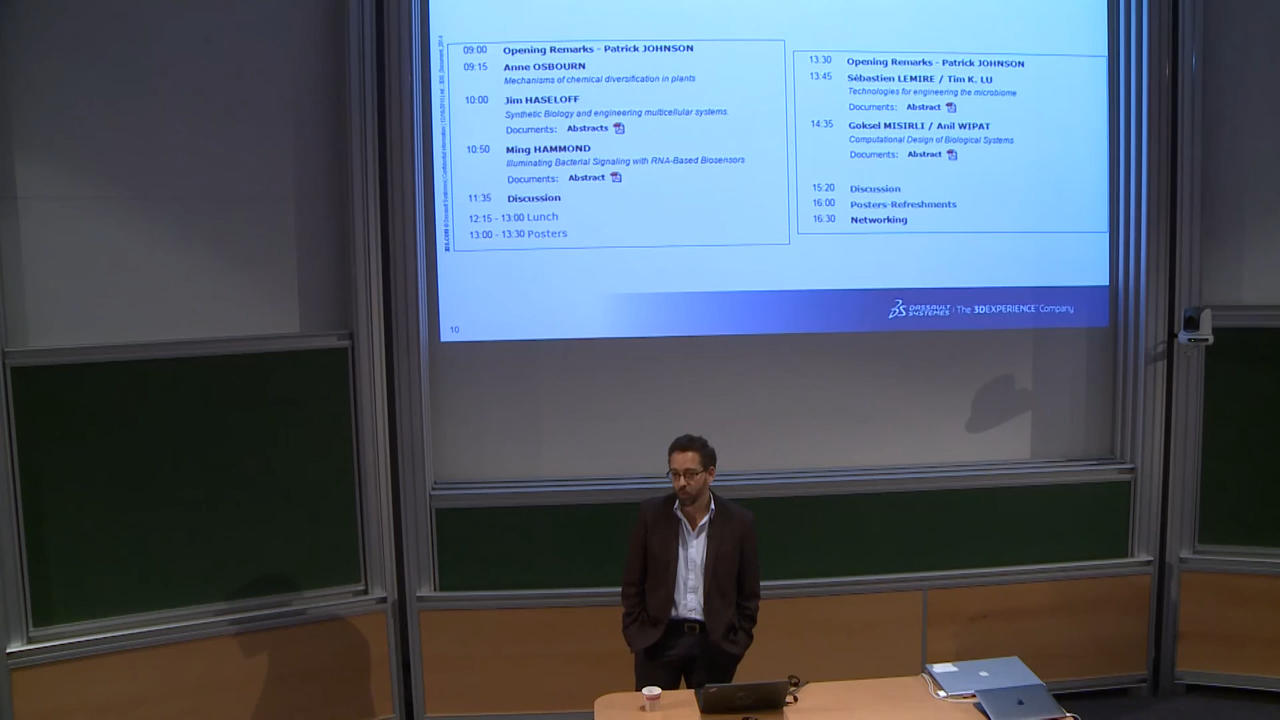 09:00 Opening Remarks - Patrick JOHNSON
09:15 Anne OSBOURN
Mechanisms of chemical diversification in plants
10:00 Jim HASELOFF
Synthetic Biology and engineering multicellular systems.
Documents: Abstracts
10:50 Ming HAMMOND
Illuminating Bacterial Signaling with RNA-Based Biosensors
Documents: Abstract
11:35 Discussion
12:15 - 13:00 Lunch
13:00 - 13:30 Posters
13:30 Opening Remarks - Patrick JOHNSON
13:45 Sébastien LEMIRE / Tim K. LU
Technologies for engineering the microbiome
Documents: Abstract
14:35 Goksel MISIRLI / Anil WIPAT
Computational Design of Biological Systems
Documents: Abstract
15:20 Discussion
16:00 Posters-Refreshments
16:30 Networking
10
DASSAULT SYSTEMES | The 3DEXPERIENCE Company